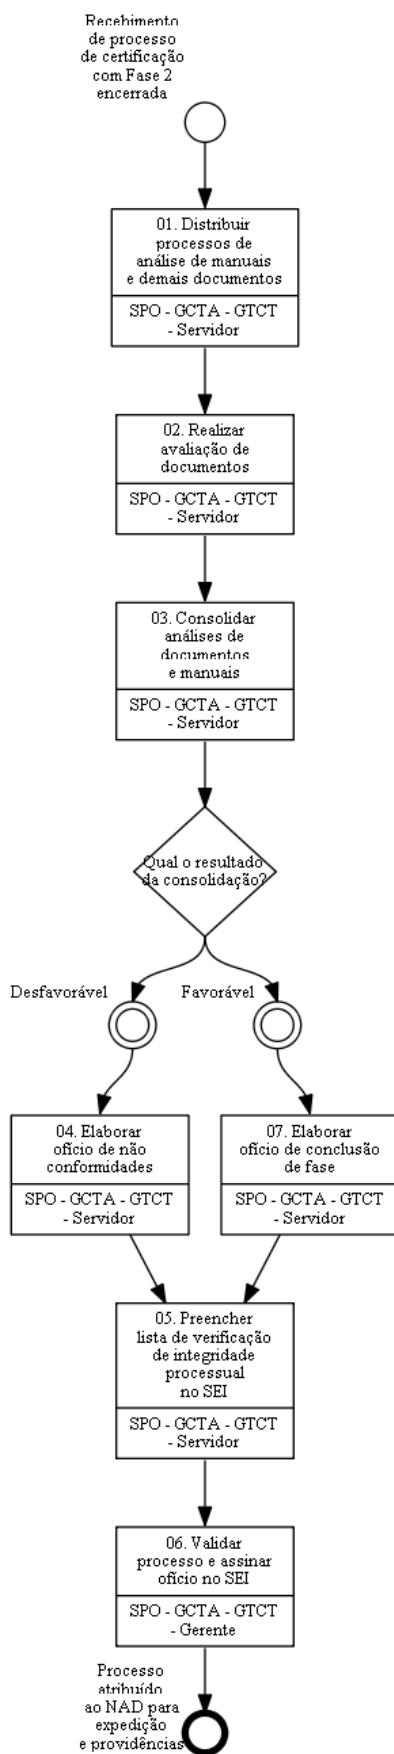 Recebimento
de processo
de certificação
com Fase 2
encerrada
01. Distribuir
processos de
análise de manuais
e demais documentos
SPO - GCTA - GTCT
- Servidor
02. Realizar
avaliação de
documentos
SPO - GCTA - GTCT
- Servidor
03. Consolidar
análises de
documentos
e manuais
SPO - GCTA - GTCT
- Servidor
Qual o resultado
da consolidação?
Desfavorável
Favorável
04. Elaborar
ofício de não
conformidades
SPO - GCTA - GTCT
- Servidor
07. Elaborar
ofício de conclusão
de fase
SPO - GCTA - GTCT
- Servidor
05. Preencher
lista de verificação
de integridade
processual
no SEI
SPO - GCTA - GTCT
- Servidor
06. Validar
processo e assinar
ofício no SEI
SPO - GCTA - GTCT
- Gerente
Processo
atribuído
ao NAD para
expedição
e providências